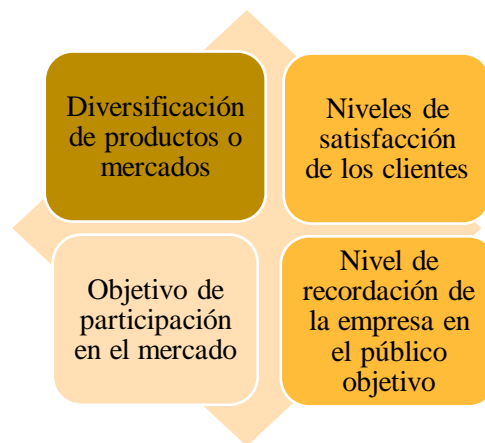 Diversificación
de productos o
mercados
Niveles de
satisfacción
de los clientes
Objetivo de
participación
en el mercado
Nivel de
recordación de
la empresa en
el público
objetivo